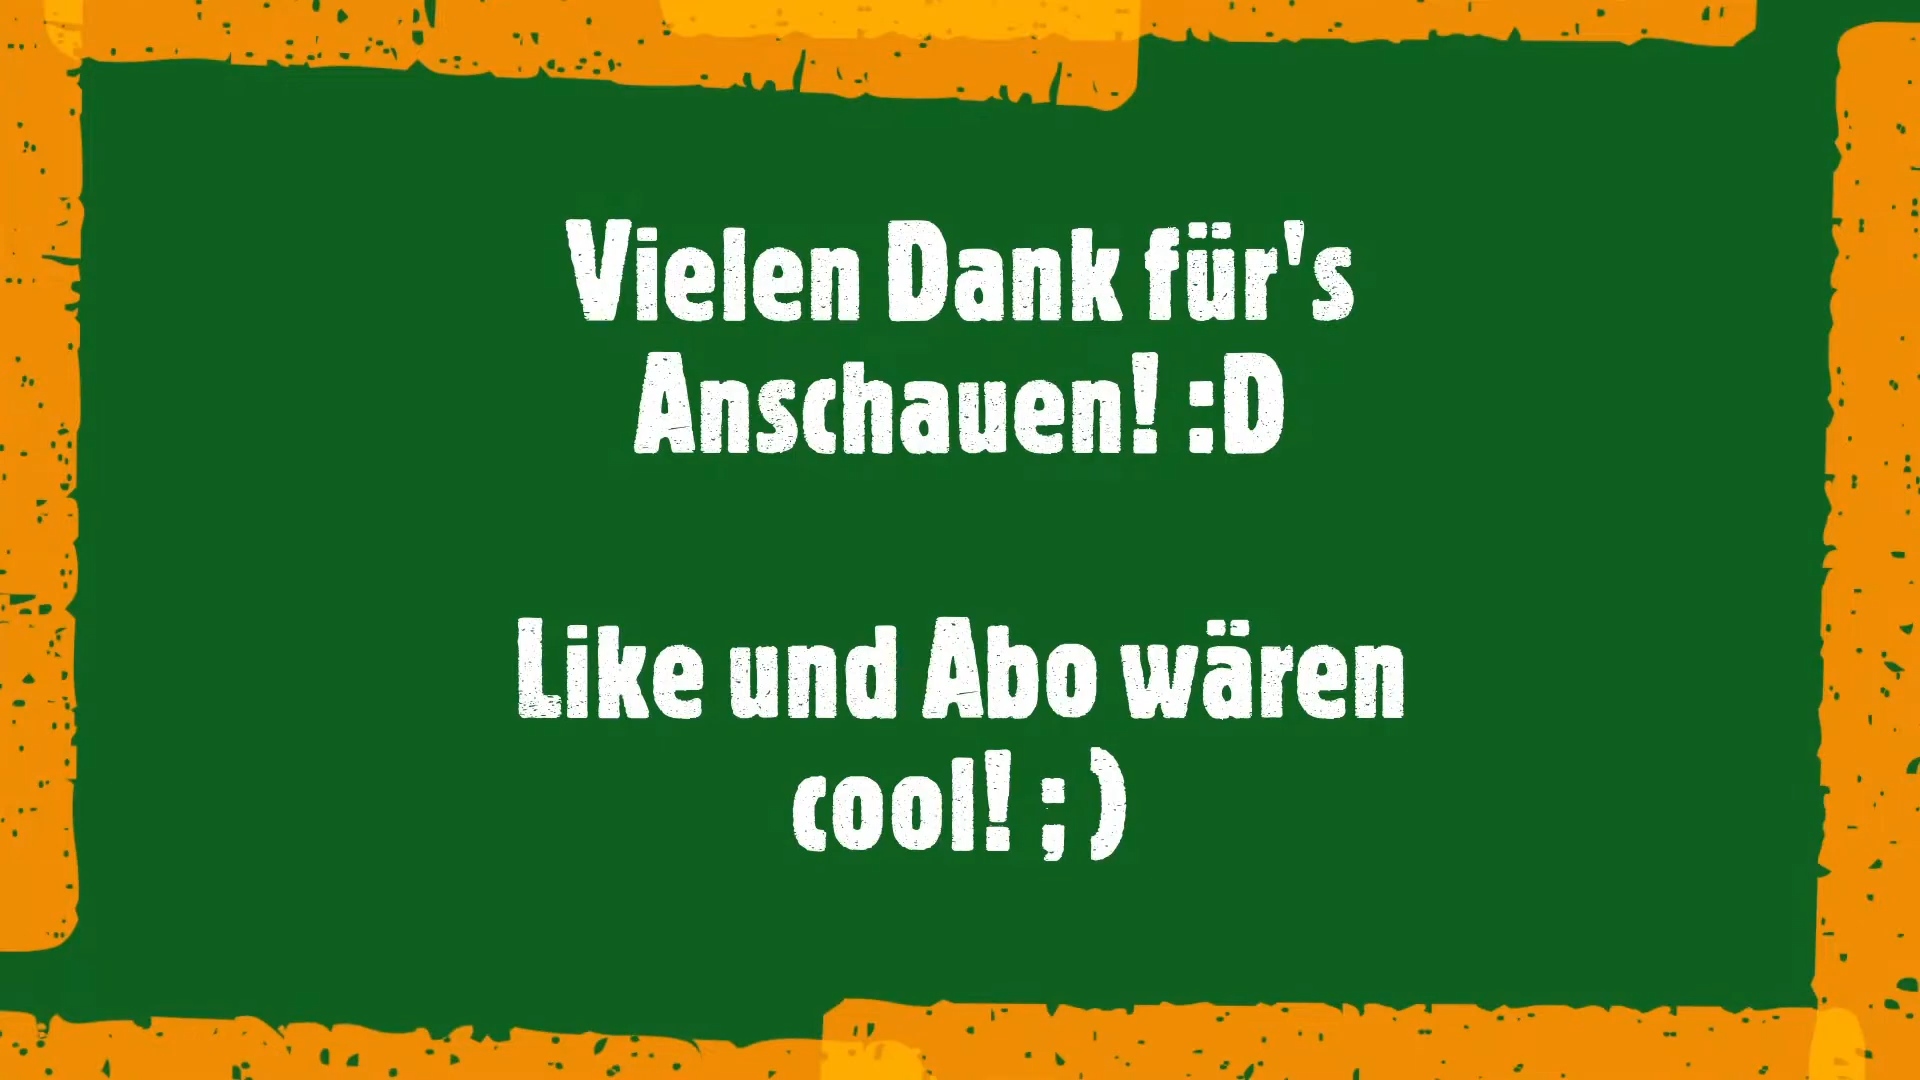 Vielen Dank für's
Anschauen! :D
Like und Abo wären
cool! ; )